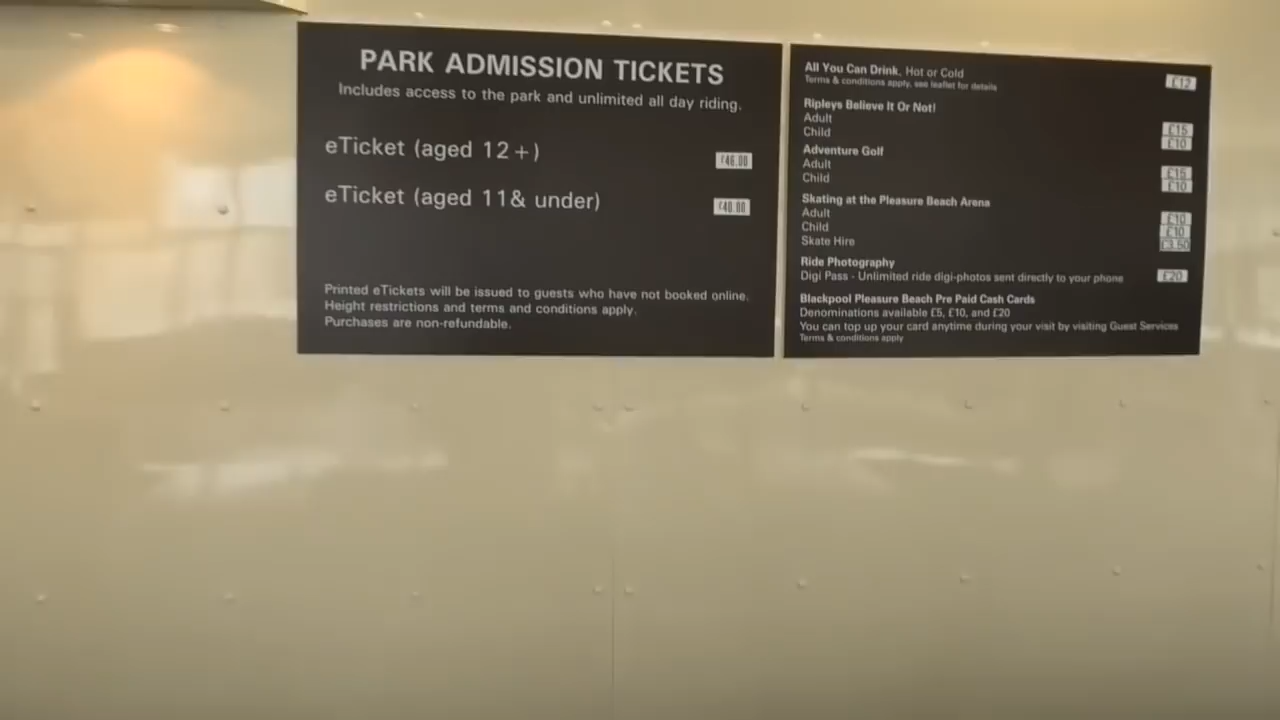 PARK ADMISSION TICKETS
Includes access to the park and unlimited all day riding.
eTicket (aged 12+) £46.00
eTicket (aged 11& under) £40.00
Printed eTickets will be issued to guests who have not booked online.
Height restrictions and terms and conditions apply.
Purchases are non-refundable.
All You Can Drink, Hot or Cold £12
Terms & conditions apply, see leaflet for details
Ripleys Believe It Or Not!
Adult £15
Child £10
Adventure Golf
Adult £15
Child £10
Skating at the Pleasure Beach Arena
Adult £10
Child £10
Skate Hire £3.50
Ride Photography
Digi Pass - Unlimited ride digi-photos sent directly to your phone £20
Blackpool Pleasure Beach Pre Paid Cash Cards
Denominations available £5, £10, and £20
You can top up your card anytime during your visit by visiting Guest Services
Terms & conditions apply